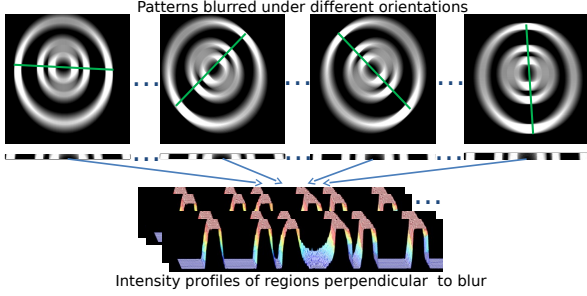 Patterns blurred under different orientations
Intensity profiles of regions perpendicular to blur